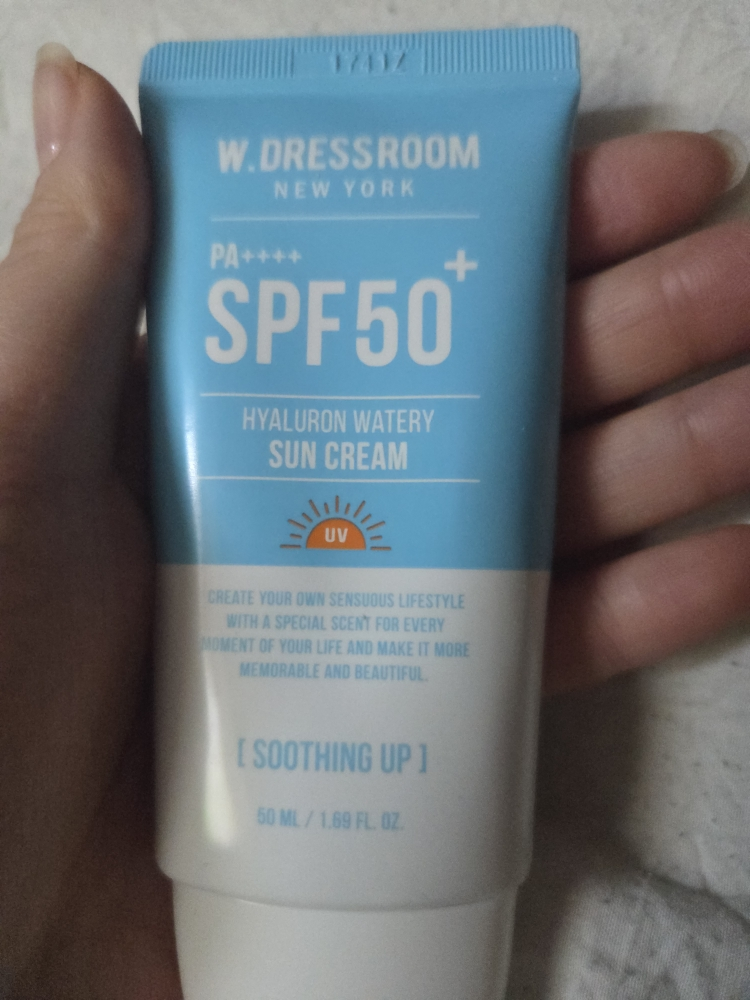 W.DRESSROOM
NEW YORK
PA++++
SPF50+
HYALURON WATERY
SUN CREAM
UV
CREATE YOUR OWN SENSUOUS LIFESTYLE
WITH A SPECIAL SCENT FOR EVERY
MOMENT OF YOUR LIFE AND MAKE IT MORE
MEMORABLE AND BEAUTIFUL.
[ SOOTHING UP ]
50 ML / 1.69 FL. OZ.